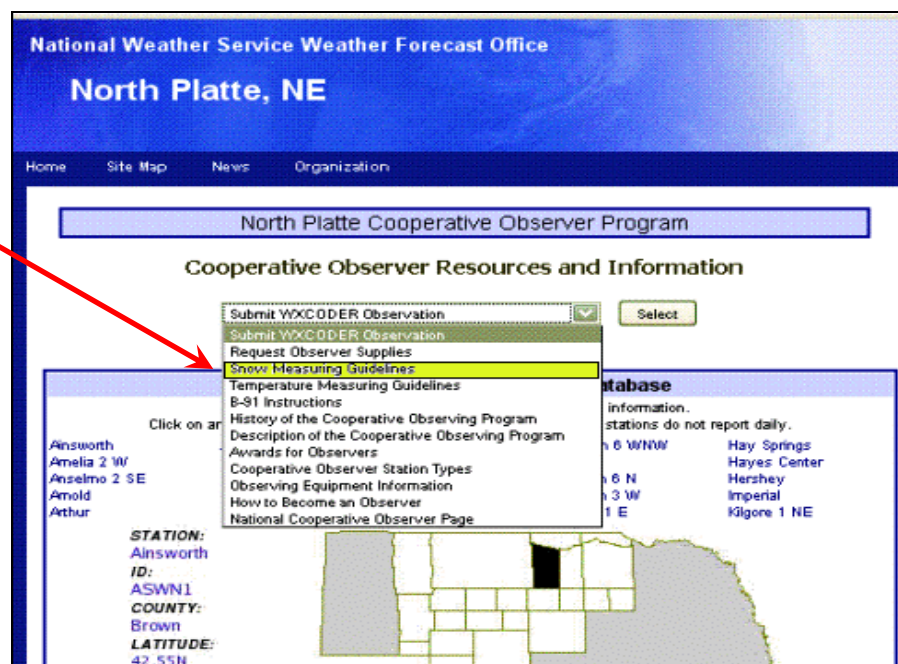 National Weather Service Weather Forecast Office
North Platte, NE
Home Site Map News Organization
North Platte Cooperative Observer Program
Cooperative Observer Resources and Information
Submit WXCODER Observation Select
Submit WXCODER Observation
Request Observer Supplies
Snow Measuring Guidelines
Temperature Measuring Guidelines
B-91 Instructions
History of the Cooperative Observing Program
Description of the Cooperative Observing Program
Awards for Observers
Cooperative Observer Station Types
Observing Equipment Information
How to Become an Observer
National Cooperative Observer Page
information.
Click on stations do not report daily.
Ainsworth 6 WNW Hay Springs
Amelia 2 W Hayes Center
Anselmo 2 SE 6 N Hershey
Arnold 3 W Imperial
Arthur 1 E Kilgore 1 NE
STATION:
Ainsworth
ID:
ASWN1
COUNTY:
Brown
LATITUDE:
42.55N